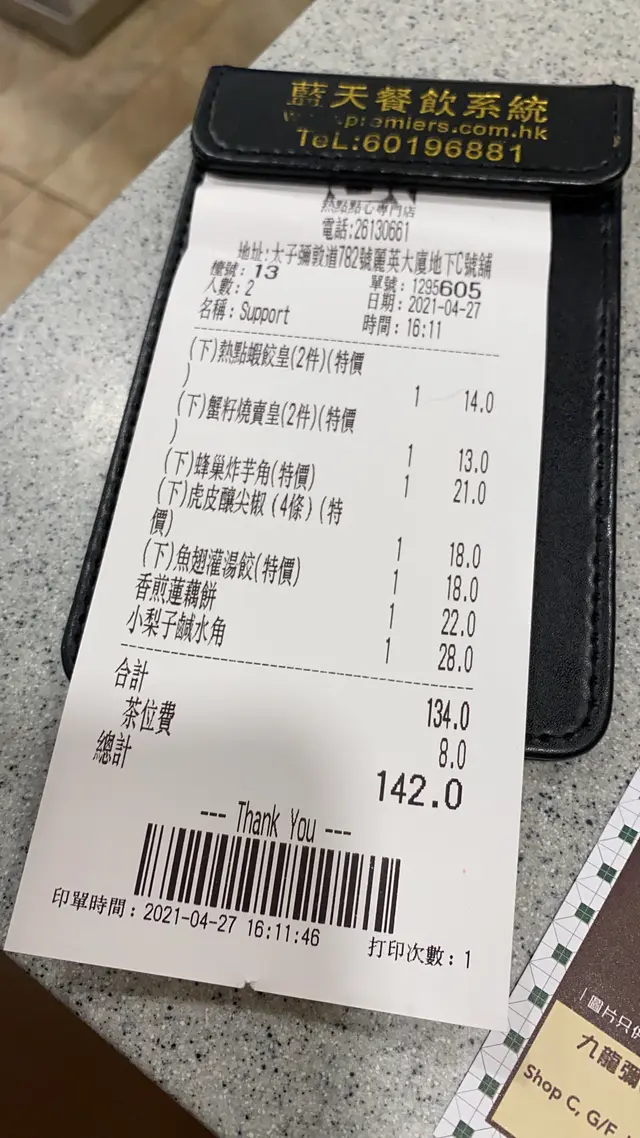 藍天餐飲系統
www.premiers.com.hk
TeL:60196881
熱點點心專門店
電話:26130661
地址:太子彌敦道782號麗英大廈地下C號舖
檯號:13 單號:1295605
人數:2 日期:2021-04-27
名稱:Support 時間:16:11
(下)熱點蝦餃皇(2件)(特價
) 1 14.0
(下)蟹籽燒賣皇(2件)(特價
) 1 13.0
(下)蜂巢炸芋角(特價) 1 21.0
(下)虎皮釀尖椒(4條)(特
價) 1 18.0
(下)魚翅灌湯餃(特價) 1 18.0
香煎蓮藕餅 1 22.0
小梨子鹹水角 1 28.0
合計 134.0
茶位費 8.0
總計 142.0
--- Thank You ---
印單時間:2021-04-27 16:11:46 打印次數:1
圖片只供
九龍彌
Shop C, G/F